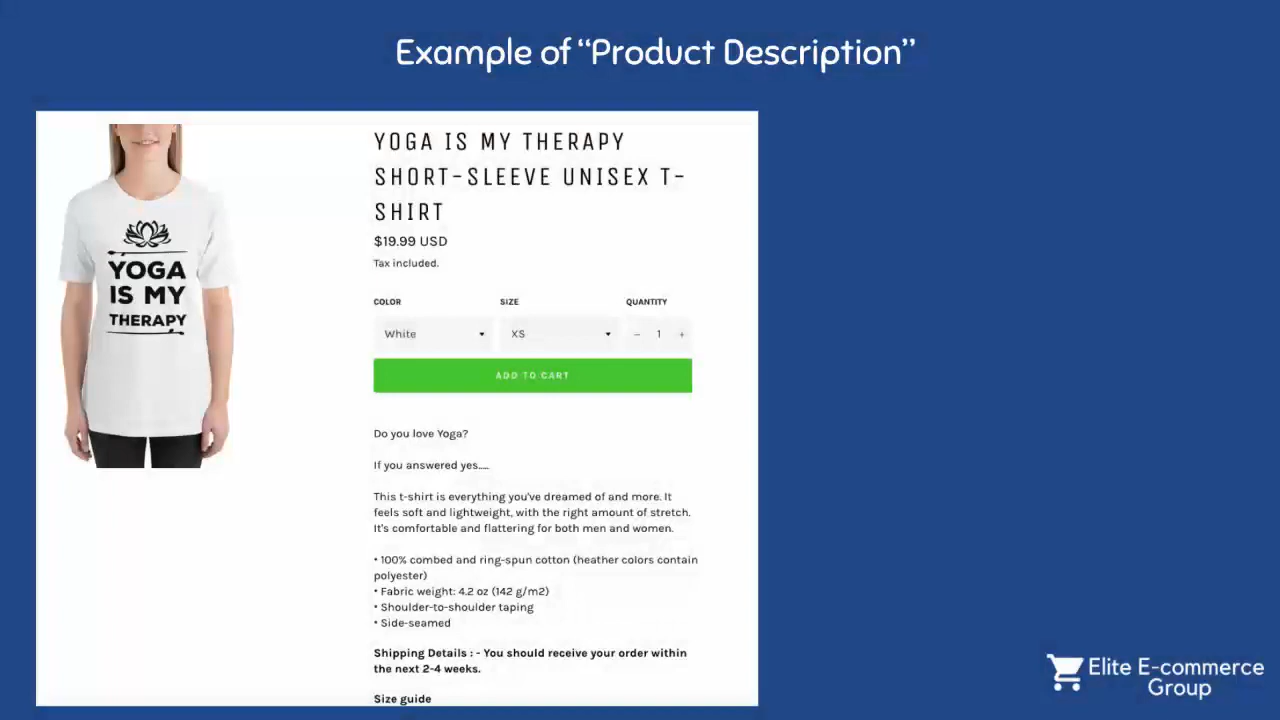 Example of “Product Description”
YOGA IS MY THERAPY
SHORT-SLEEVE UNISEX T-
SHIRT
$19.99 USD
Tax included.
COLOR SIZE QUANTITY
White XS − 1 +
ADD TO CART
YOGA
IS MY
THERAPY
Do you love Yoga?
If you answered yes.....
This t-shirt is everything you've dreamed of and more. It
feels soft and lightweight, with the right amount of stretch.
It's comfortable and flattering for both men and women.
• 100% combed and ring-spun cotton (heather colors contain
polyester)
• Fabric weight: 4.2 oz (142 g/m2)
• Shoulder-to-shoulder taping
• Side-seamed
Shipping Details : - You should receive your order within
the next 2-4 weeks.
Size guide
Elite E-commerce
Group